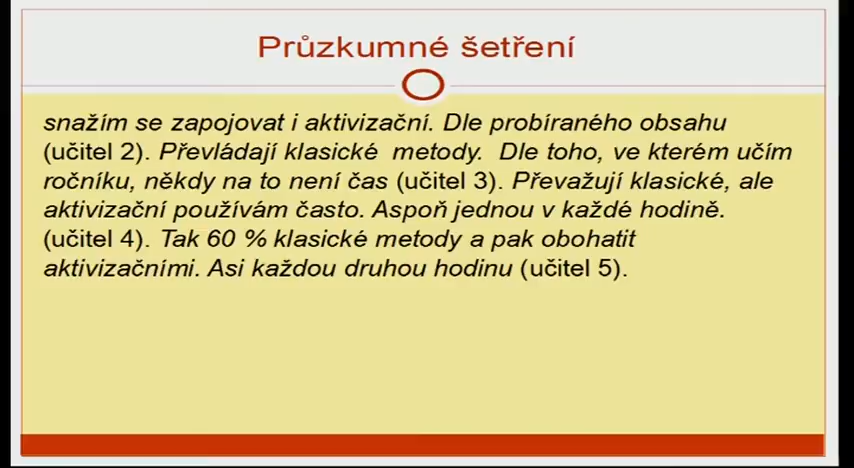 Průzkumné šetření
snažím se zapojovat i aktivizační. Dle probíraného obsahu
(učitel 2). Převládají klasické metody. Dle toho, ve kterém učím
ročníku, někdy na to není čas (učitel 3). Převažují klasické, ale
aktivizační používám často. Aspoň jednou v každé hodině.
(učitel 4). Tak 60 % klasické metody a pak obohatit
aktivizačními. Asi každou druhou hodinu (učitel 5).